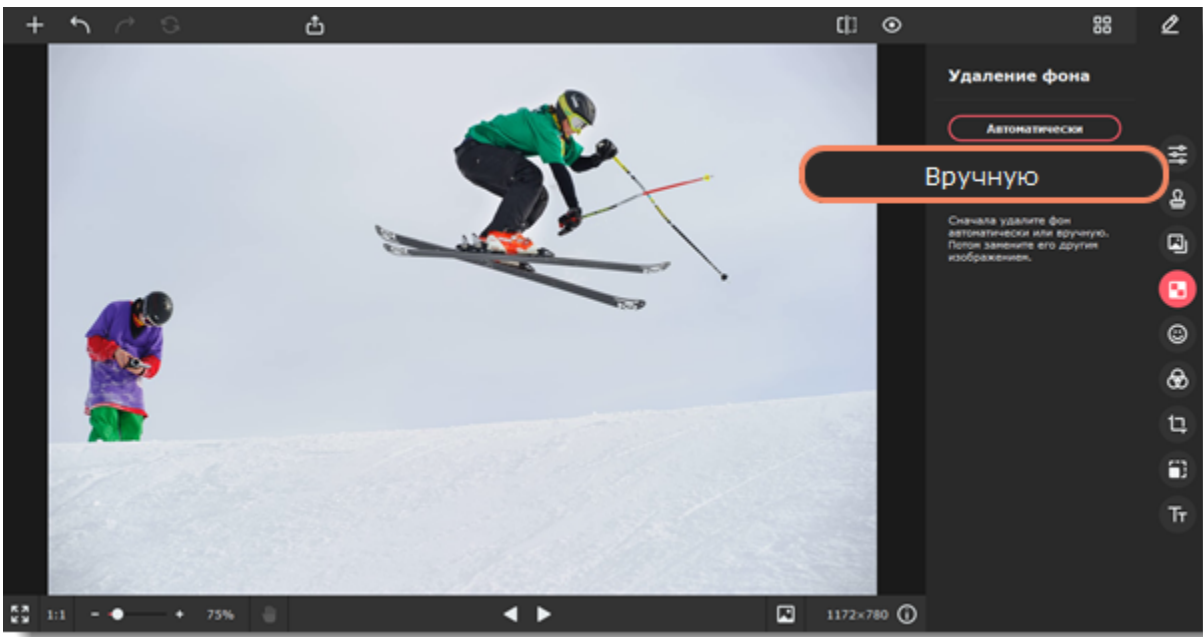 Удаление фона
Автоматически
Вручную
Сначала удалите фон
автоматически или вручную.
Потом замените его другим
изображением.
Tт
1:1
75%
1172×780